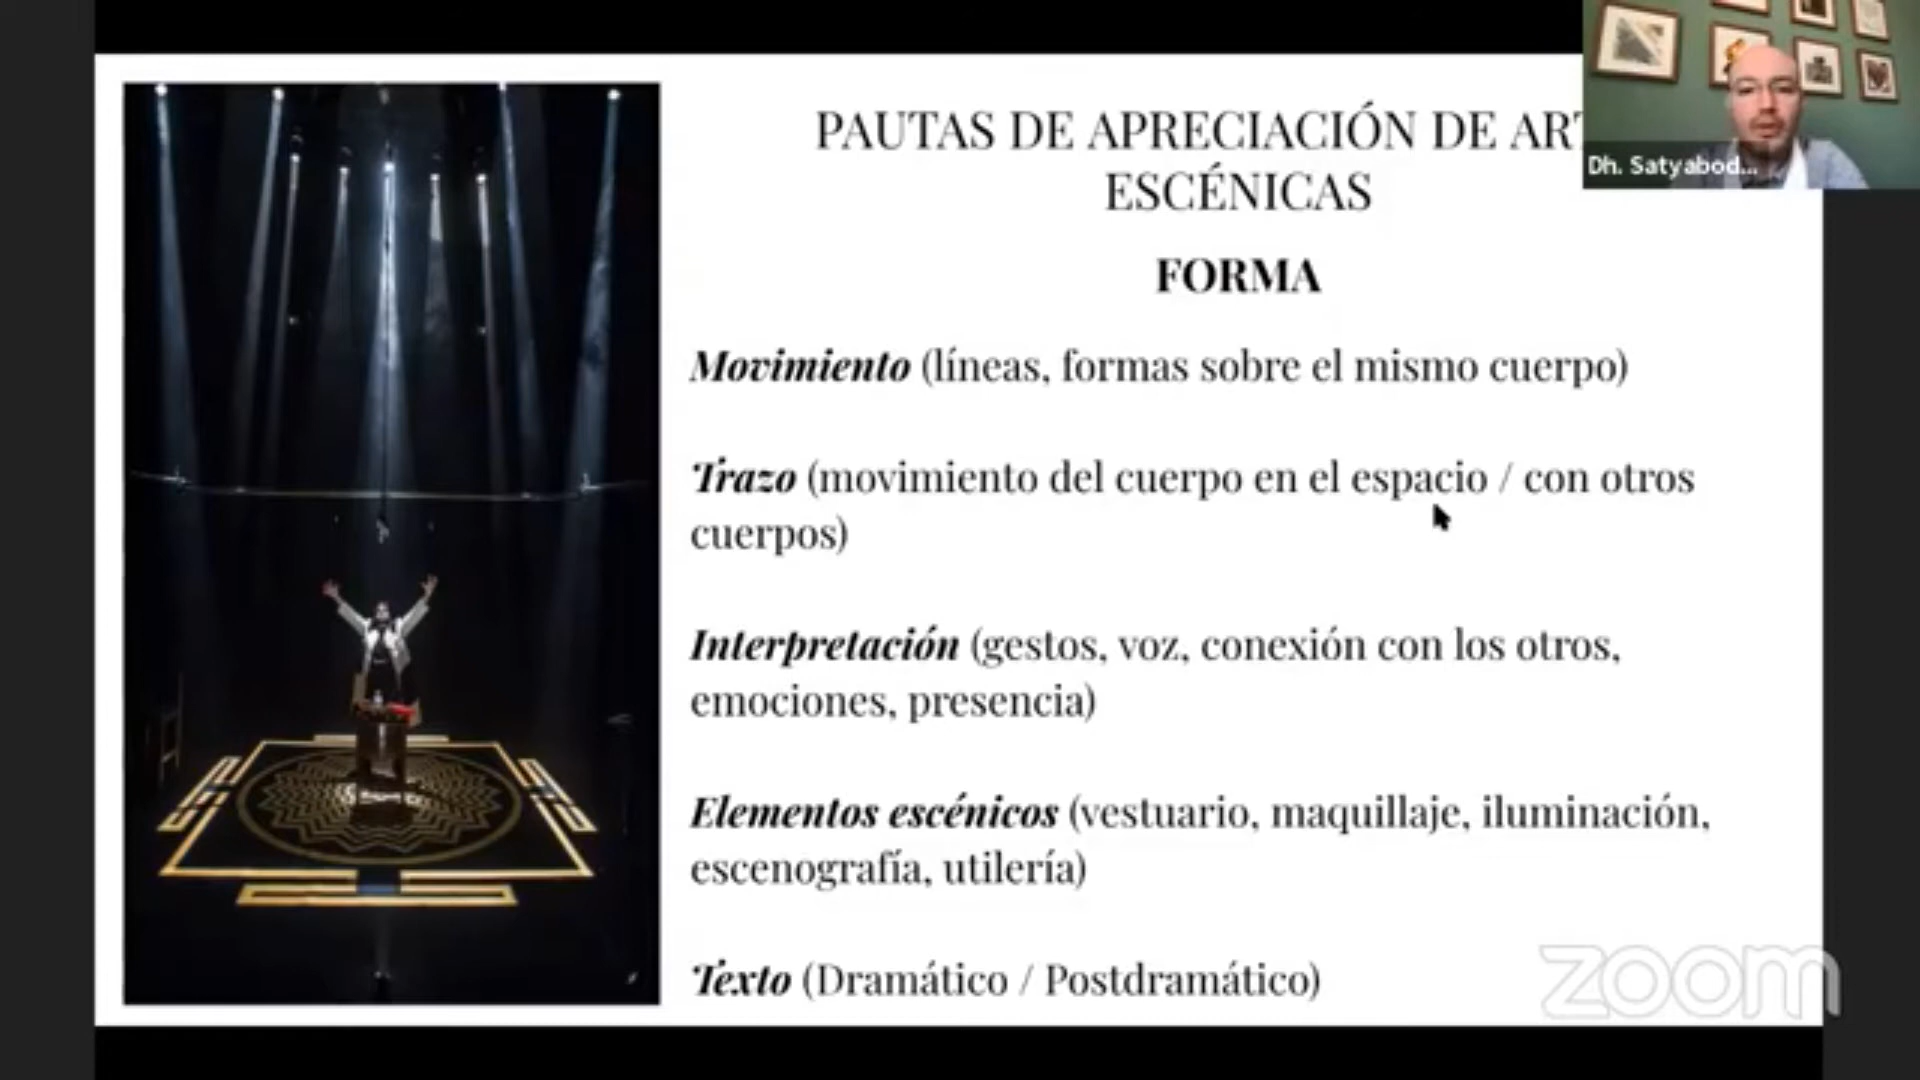 PAUTAS DE APRECIACIÓN DE
ESCÉNICAS
FORMA
Movimiento (líneas, formas sobre el mismo cuerpo)
Trazo (movimiento del cuerpo en el espacio / con otros
cuerpos)
Interpretación (gestos, voz, conexión con los otros,
emociones, presencia)
Elementos escénicos (vestuario, maquillaje, iluminación,
escenografía, utilería)
Texto (Dramático / Postdramático)
Dh. Satyabod...
zoom